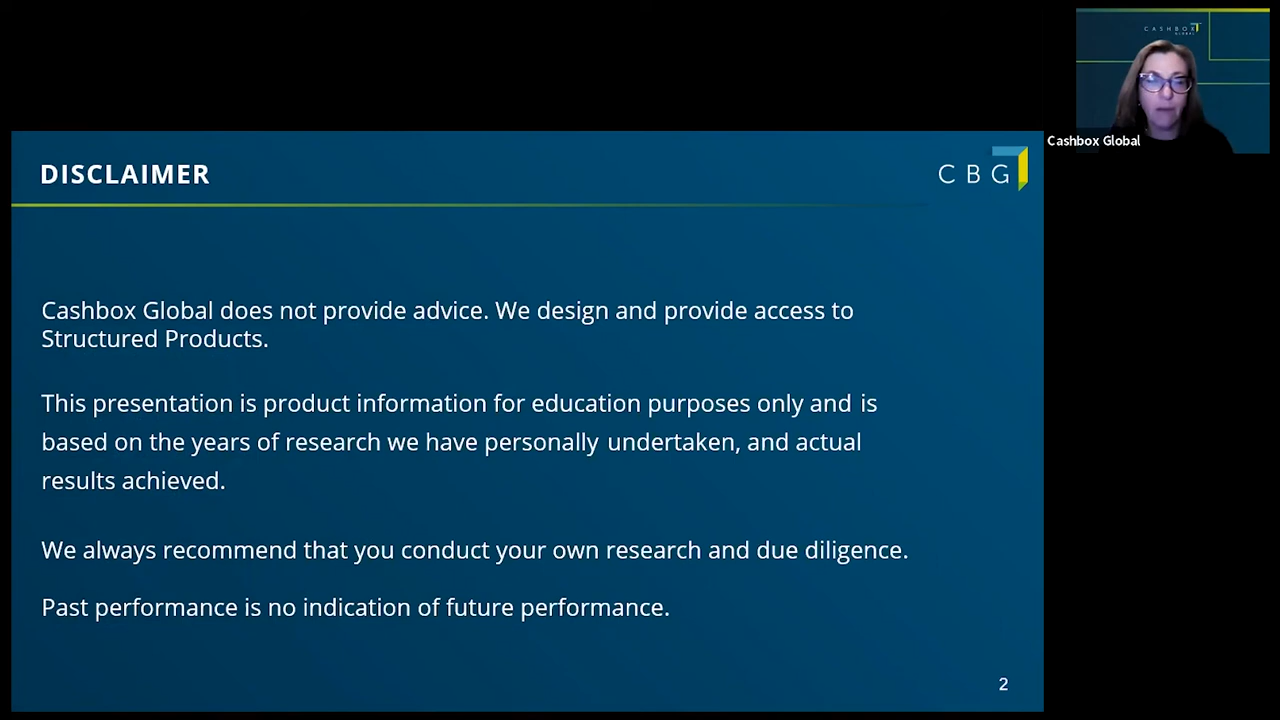 CASHBOX
GLOBAL
Cashbox Global
DISCLAIMER
CBG
Cashbox Global does not provide advice. We design and provide access to
Structured Products.
This presentation is product information for education purposes only and is
based on the years of research we have personally undertaken, and actual
results achieved.
We always recommend that you conduct your own research and due diligence.
Past performance is no indication of future performance.
2